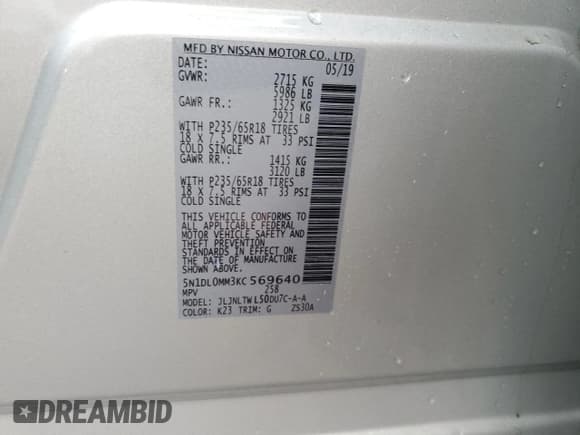 MFD BY NISSAN MOTOR CO., LTD.
DATE: 05/19
GVWR: 2715 KG
5986 LB
GAWR FR.: 1325 KG
2921 LB
WITH P235/65R18 TIRES
18 X 7.5 RIMS AT 33 PSI
COLD SINGLE
GAWR RR.: 1415 KG
3120 LB
WITH P235/65R18 TIRES
18 X 7.5 RIMS AT 33 PSI
COLD SINGLE
THIS VEHICLE CONFORMS TO
ALL APPLICABLE FEDERAL
MOTOR VEHICLE SAFETY AND
THEFT PREVENTION
STANDARDS IN EFFECT ON
THE DATE OF MANUFACTURE
SHOWN ABOVE.
5N1DL0MM3KC569640
MPV 258
MODEL: JLJNLTWL50DU7C-A-A
COLOR: K23 TRIM: G ZS30A
DREAMBID